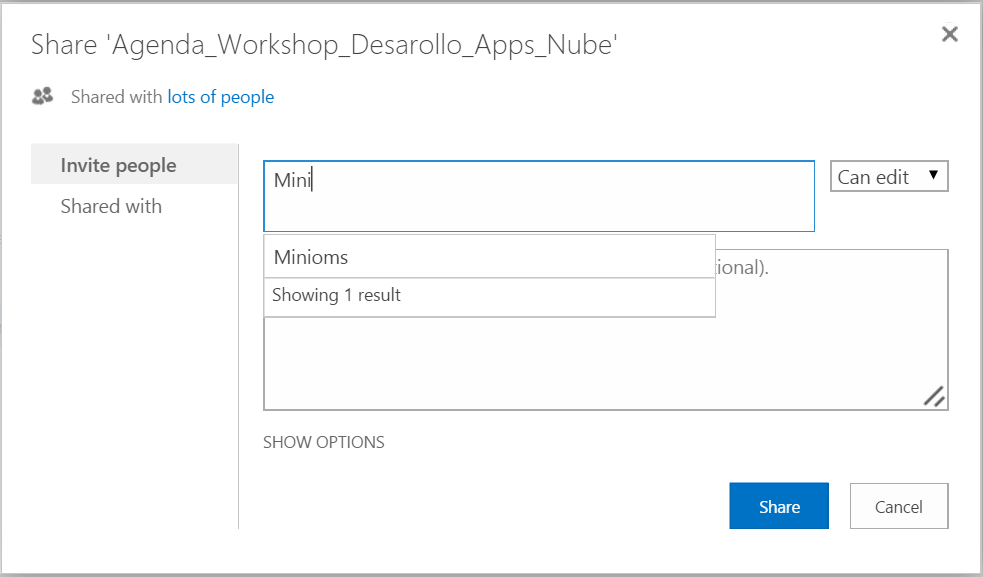 Share 'Agenda_Workshop_Desarollo_Apps_Nube'
Shared with lots of people
Invite people
Shared with
Mini
Can edit
Minioms
Showing 1 result
tional).
SHOW OPTIONS
Share
Cancel